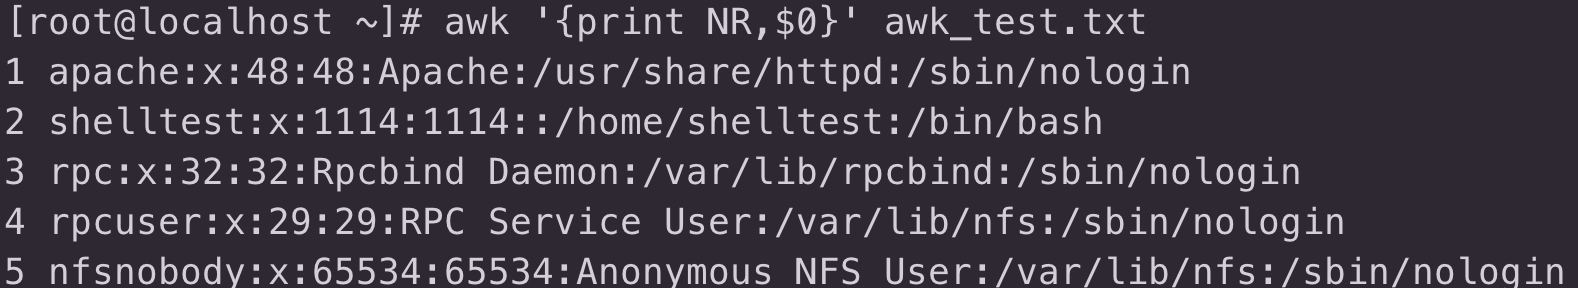 [root@localhost ~]# awk '{print NR,$0}' awk_test.txt
1 apache:x:48:48:Apache:/usr/share/httpd:/sbin/nologin
2 shelltest:x:1114:1114::/home/shelltest:/bin/bash
3 rpc:x:32:32:Rpcbind Daemon:/var/lib/rpcbind:/sbin/nologin
4 rpcuser:x:29:29:RPC Service User:/var/lib/nfs:/sbin/nologin
5 nfsnobody:x:65534:65534:Anonymous NFS User:/var/lib/nfs:/sbin/nologin